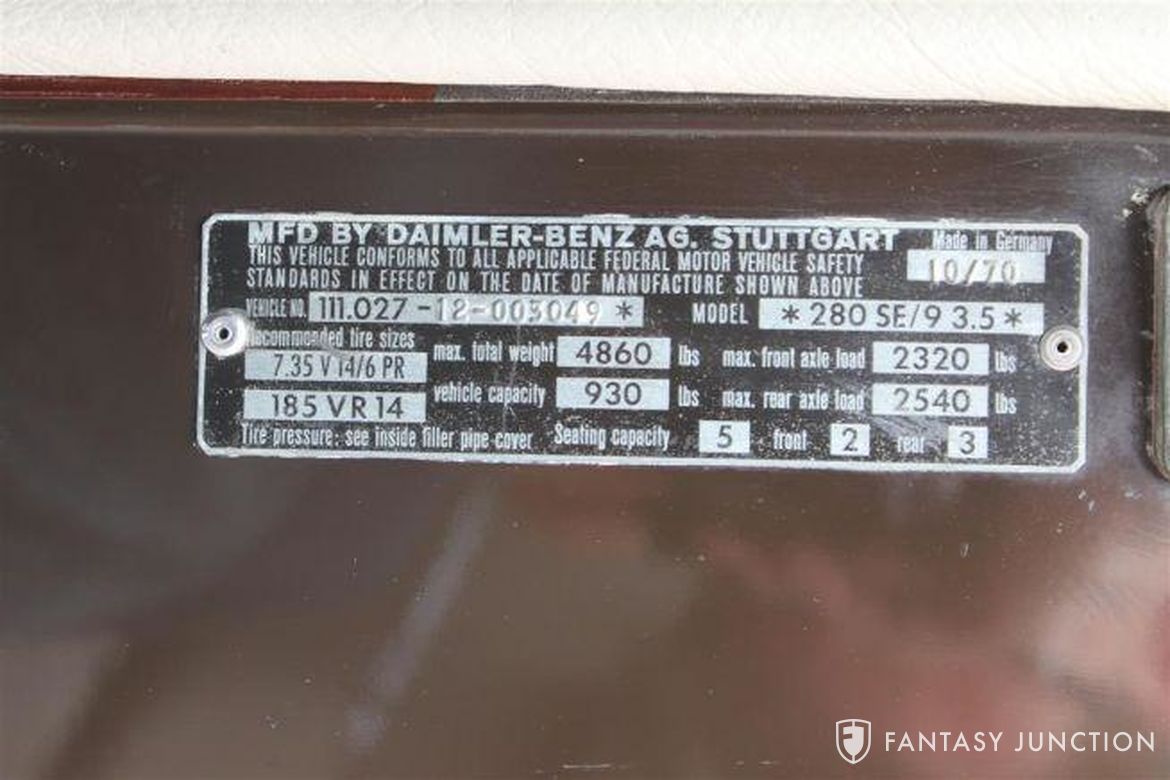 MFD BY DAIMLER-BENZ AG. STUTTGART Made in Germany
THIS VEHICLE CONFORMS TO ALL APPLICABLE FEDERAL MOTOR VEHICLE SAFETY 10/70
STANDARDS IN EFFECT ON THE DATE OF MANUFACTURE SHOWN ABOVE
VEHICLE NO. 111.027-12-003049 * MODEL * 280 SE/9 3.5 *
Recommended tire sizes
7.35 V 14/6 PR max. total weight 4860 lbs max. front axle load 2320 lbs
185 VR 14 vehicle capacity 930 lbs max. rear axle load 2540 lbs
Tire pressure: see inside filler pipe cover Seating capacity 5 front 2 rear 3
FANTASY JUNCTION